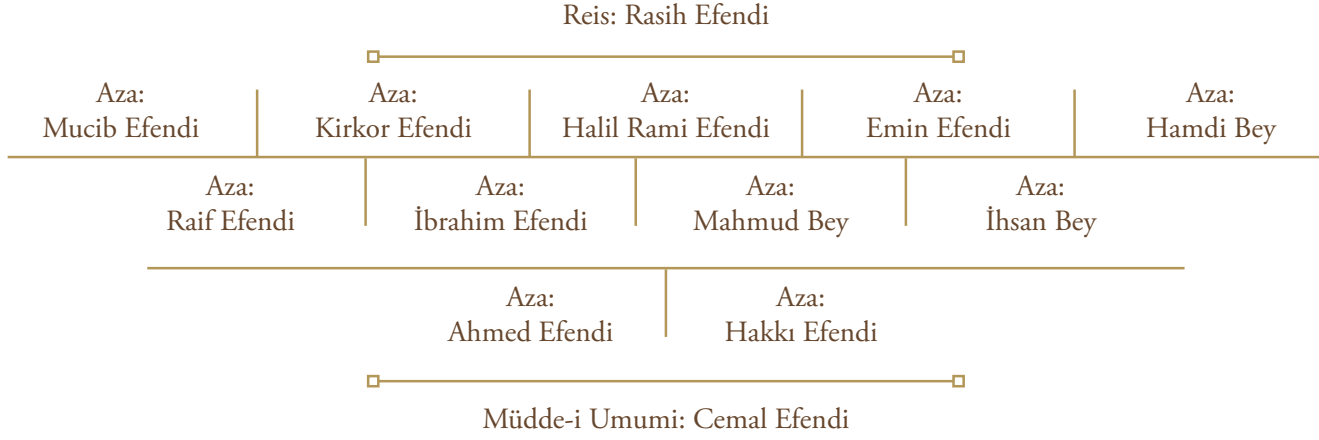 Reis: Rasih Efendi
Aza:
Mucib Efendi
Aza:
Kirkor Efendi
Aza:
Halil Rami Efendi
Aza:
Emin Efendi
Aza:
Hamdi Bey
Aza:
Raif Efendi
Aza:
İbrahim Efendi
Aza:
Mahmud Bey
Aza:
İhsan Bey
Aza:
Ahmed Efendi
Aza:
Hakkı Efendi
Müdde-i Umumi: Cemal Efendi